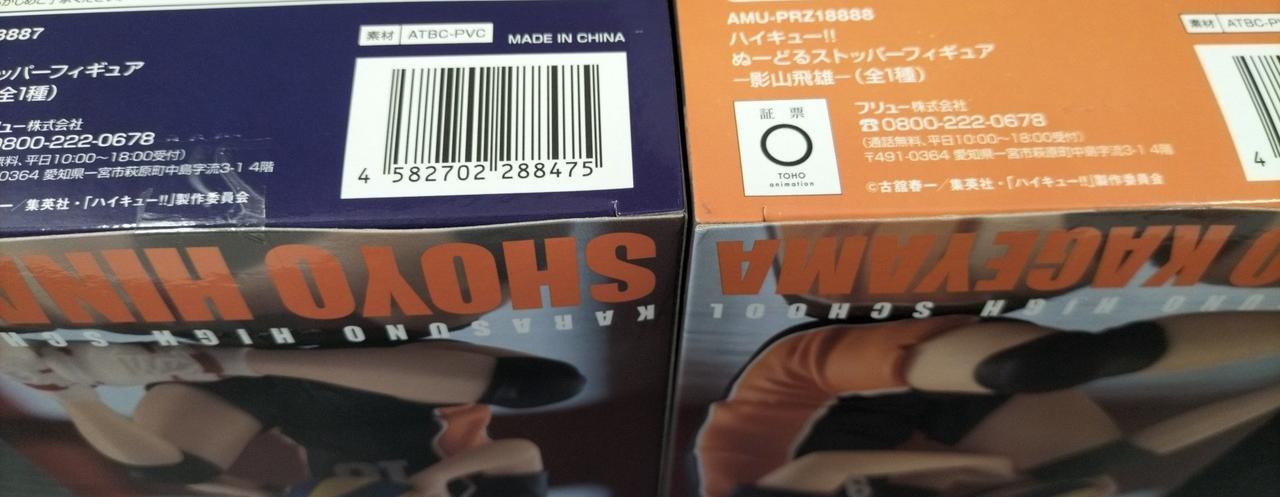 8887
素材 ATBC-PVC
MADE IN CHINA
ッパーフィギュア
全1種)
ュー株式会社
0800-222-0678
無料、平日10:00〜18:00受付)
0364 愛知県一宮市萩原町中島字流3-1 4階
一/集英社・「ハイキュー!!」製作委員会
4 582702 288475
SHOYO HINA
KARASUNO HIGH SCH
AMU-PRZ18888
ハイキュー!!
ぬーどるストッパーフィギュア
ー影山飛雄ー(全1種)
証票
TOHO
animation
フリュー株式会社
☎0800-222-0678
(通話無料、平日10:00〜18:00受付)
〒491-0364 愛知県一宮市萩原町中島字流3-1 4階
©古舘春一/集英社・「ハイキュー!!」製作委員会
素材 ATBC-P
4
O KAGEYAMA
UNO HIGH SCHOOL
10